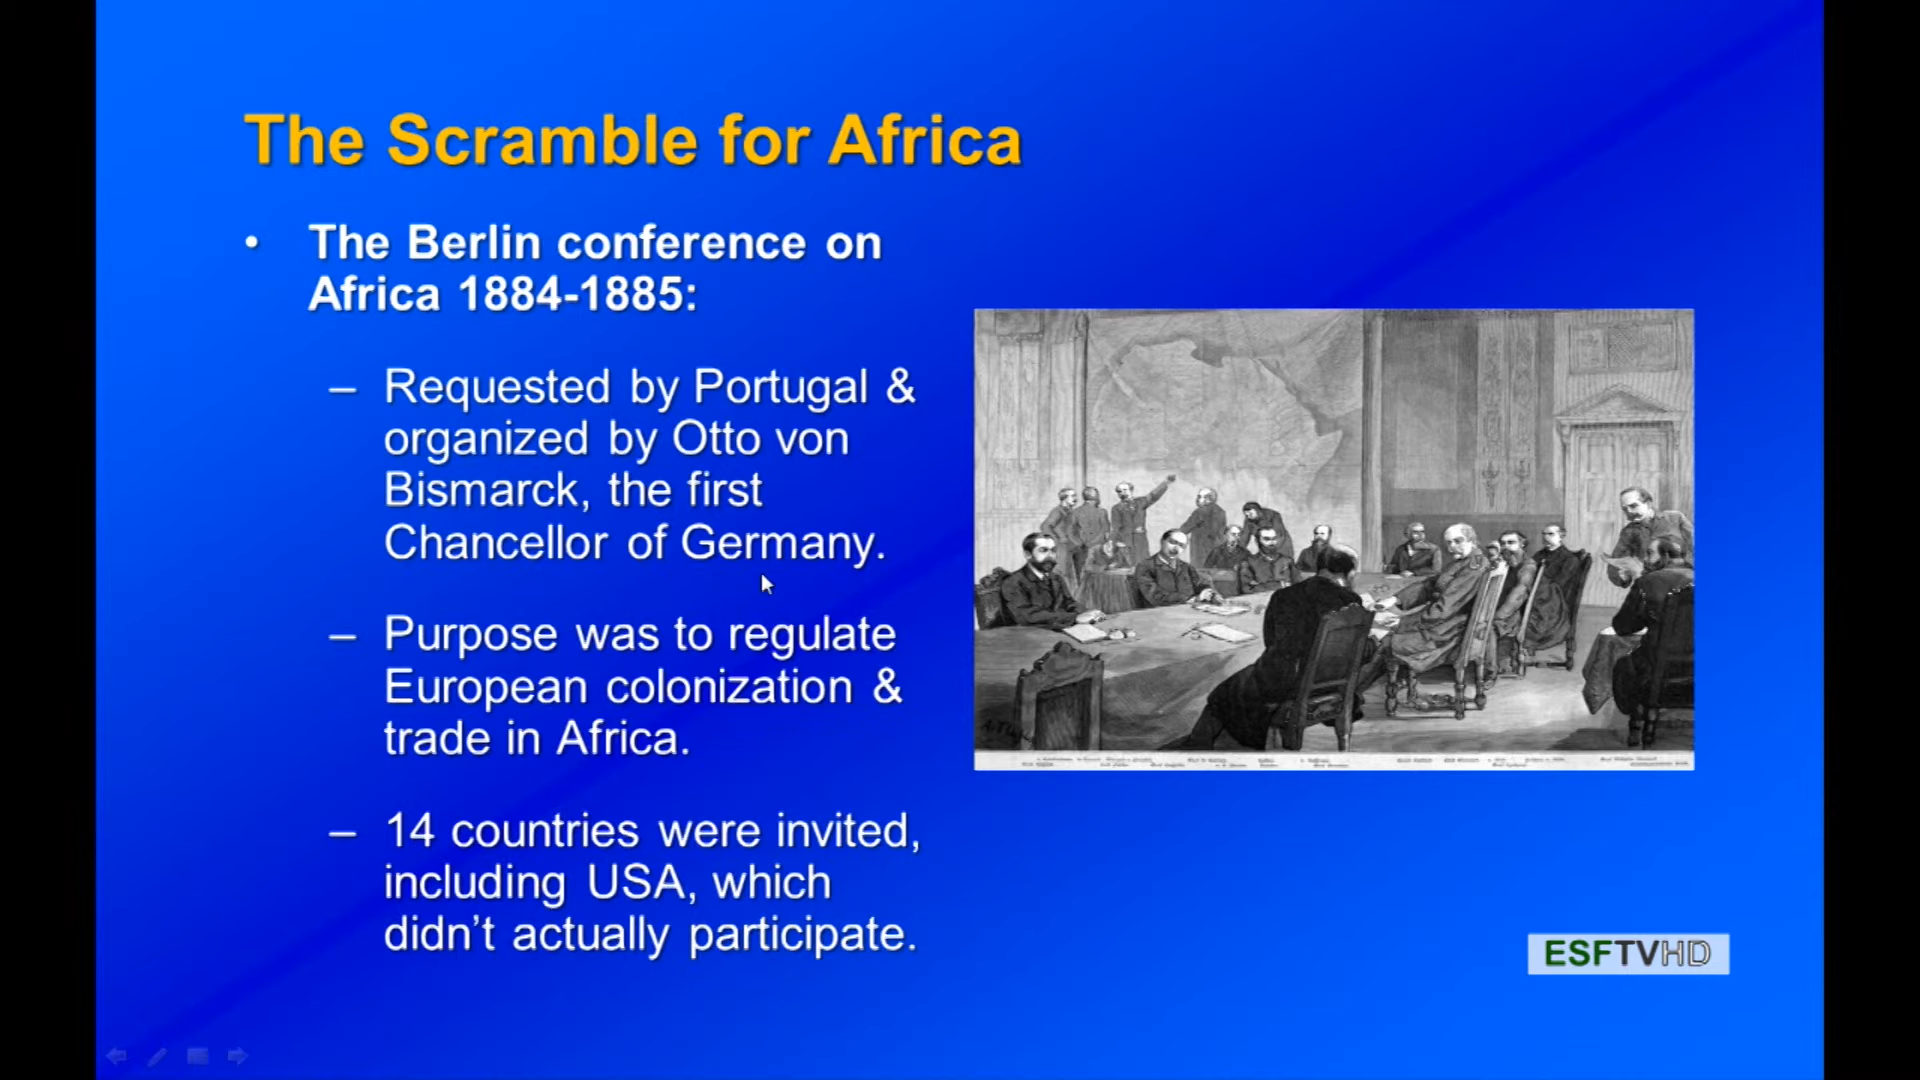 The Scramble for Africa
• The Berlin conference on
Africa 1884-1885:
– Requested by Portugal &
organized by Otto von
Bismarck, the first
Chancellor of Germany.
– Purpose was to regulate
European colonization &
trade in Africa.
– 14 countries were invited,
including USA, which
didn’t actually participate.
ESFTVHD